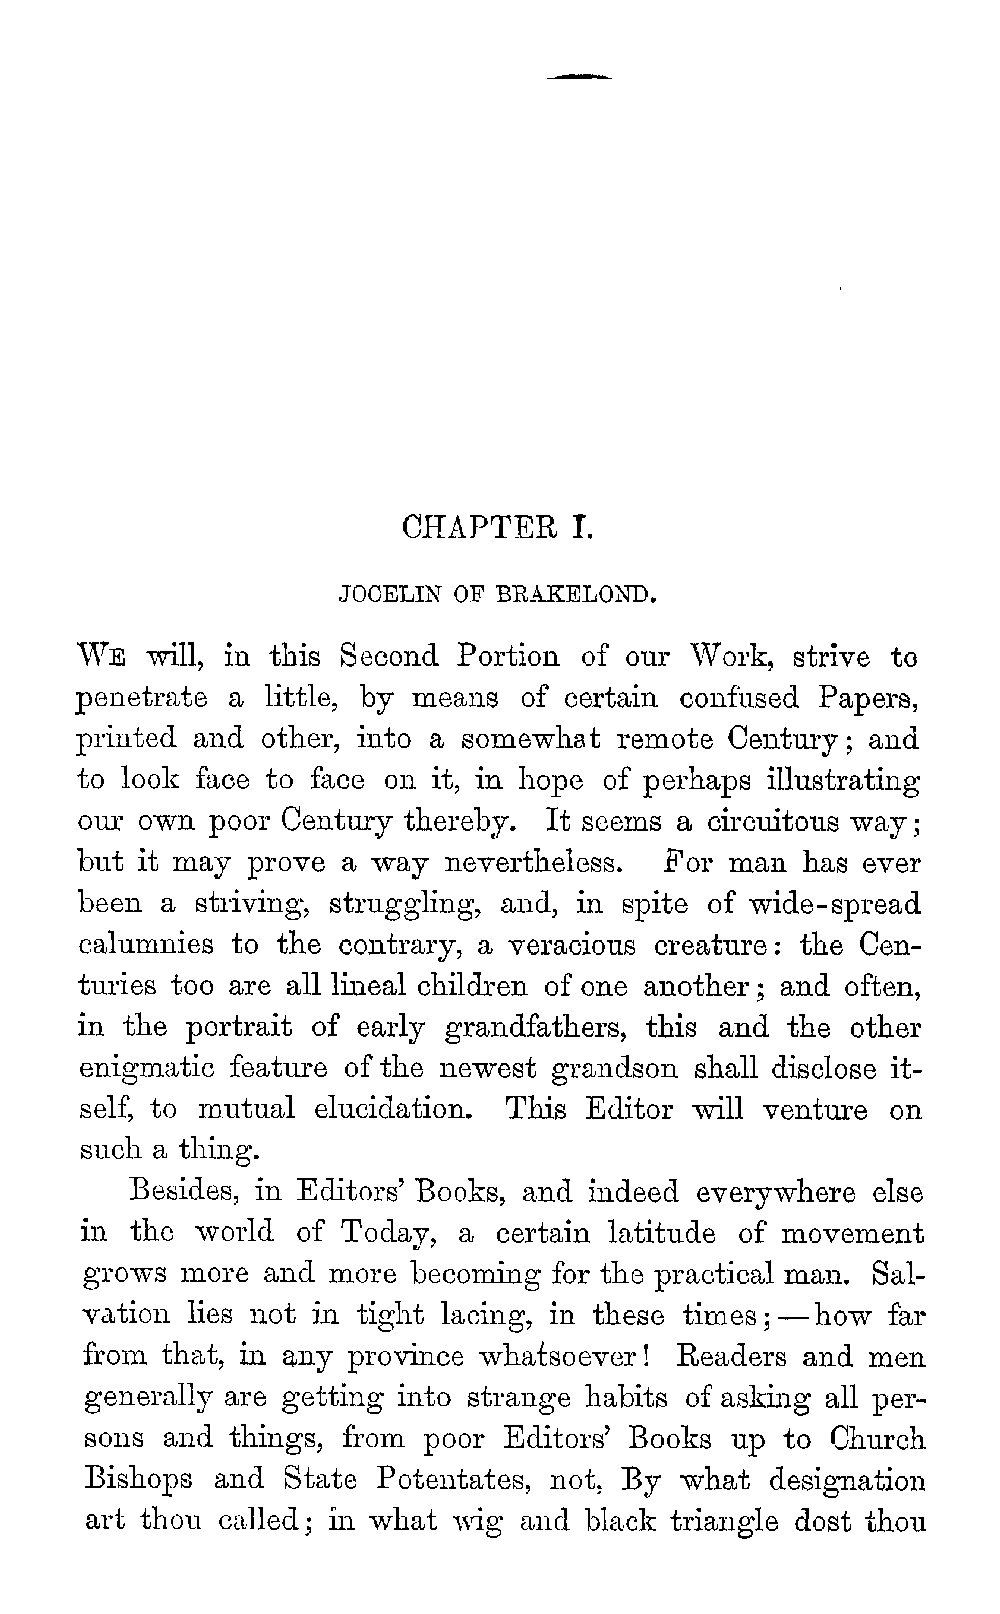 CHAPTER I.
JOCELIN OF BRAKELOND.
WE will, in this Second Portion of our Work, strive to
penetrate a little, by means of certain confused Papers,
printed and other, into a somewhat remote Century; and
to look face to face on it, in hope of perhaps illustrating
our own poor Century thereby. It seems a circuitous way;
but it may prove a way nevertheless. For man has ever
been a striving, struggling, and, in spite of wide-spread
calumnies to the contrary, a veracious creature: the Cen-
turies too are all lineal children of one another; and often,
in the portrait of early grandfathers, this and the other
enigmatic feature of the newest grandson shall disclose it-
self, to mutual elucidation. This Editor will venture on
such a thing.
Besides, in Editors' Books, and indeed everywhere else
in the world of Today, a certain latitude of movement
grows more and more becoming for the practical man. Sal-
vation lies not in tight lacing, in these times;—how far
from that, in any province whatsoever! Readers and men
generally are getting into strange habits of asking all per-
sons and things, from poor Editors' Books up to Church
Bishops and State Potentates, not, By what designation
art thou called; in what wig and black triangle dost thou